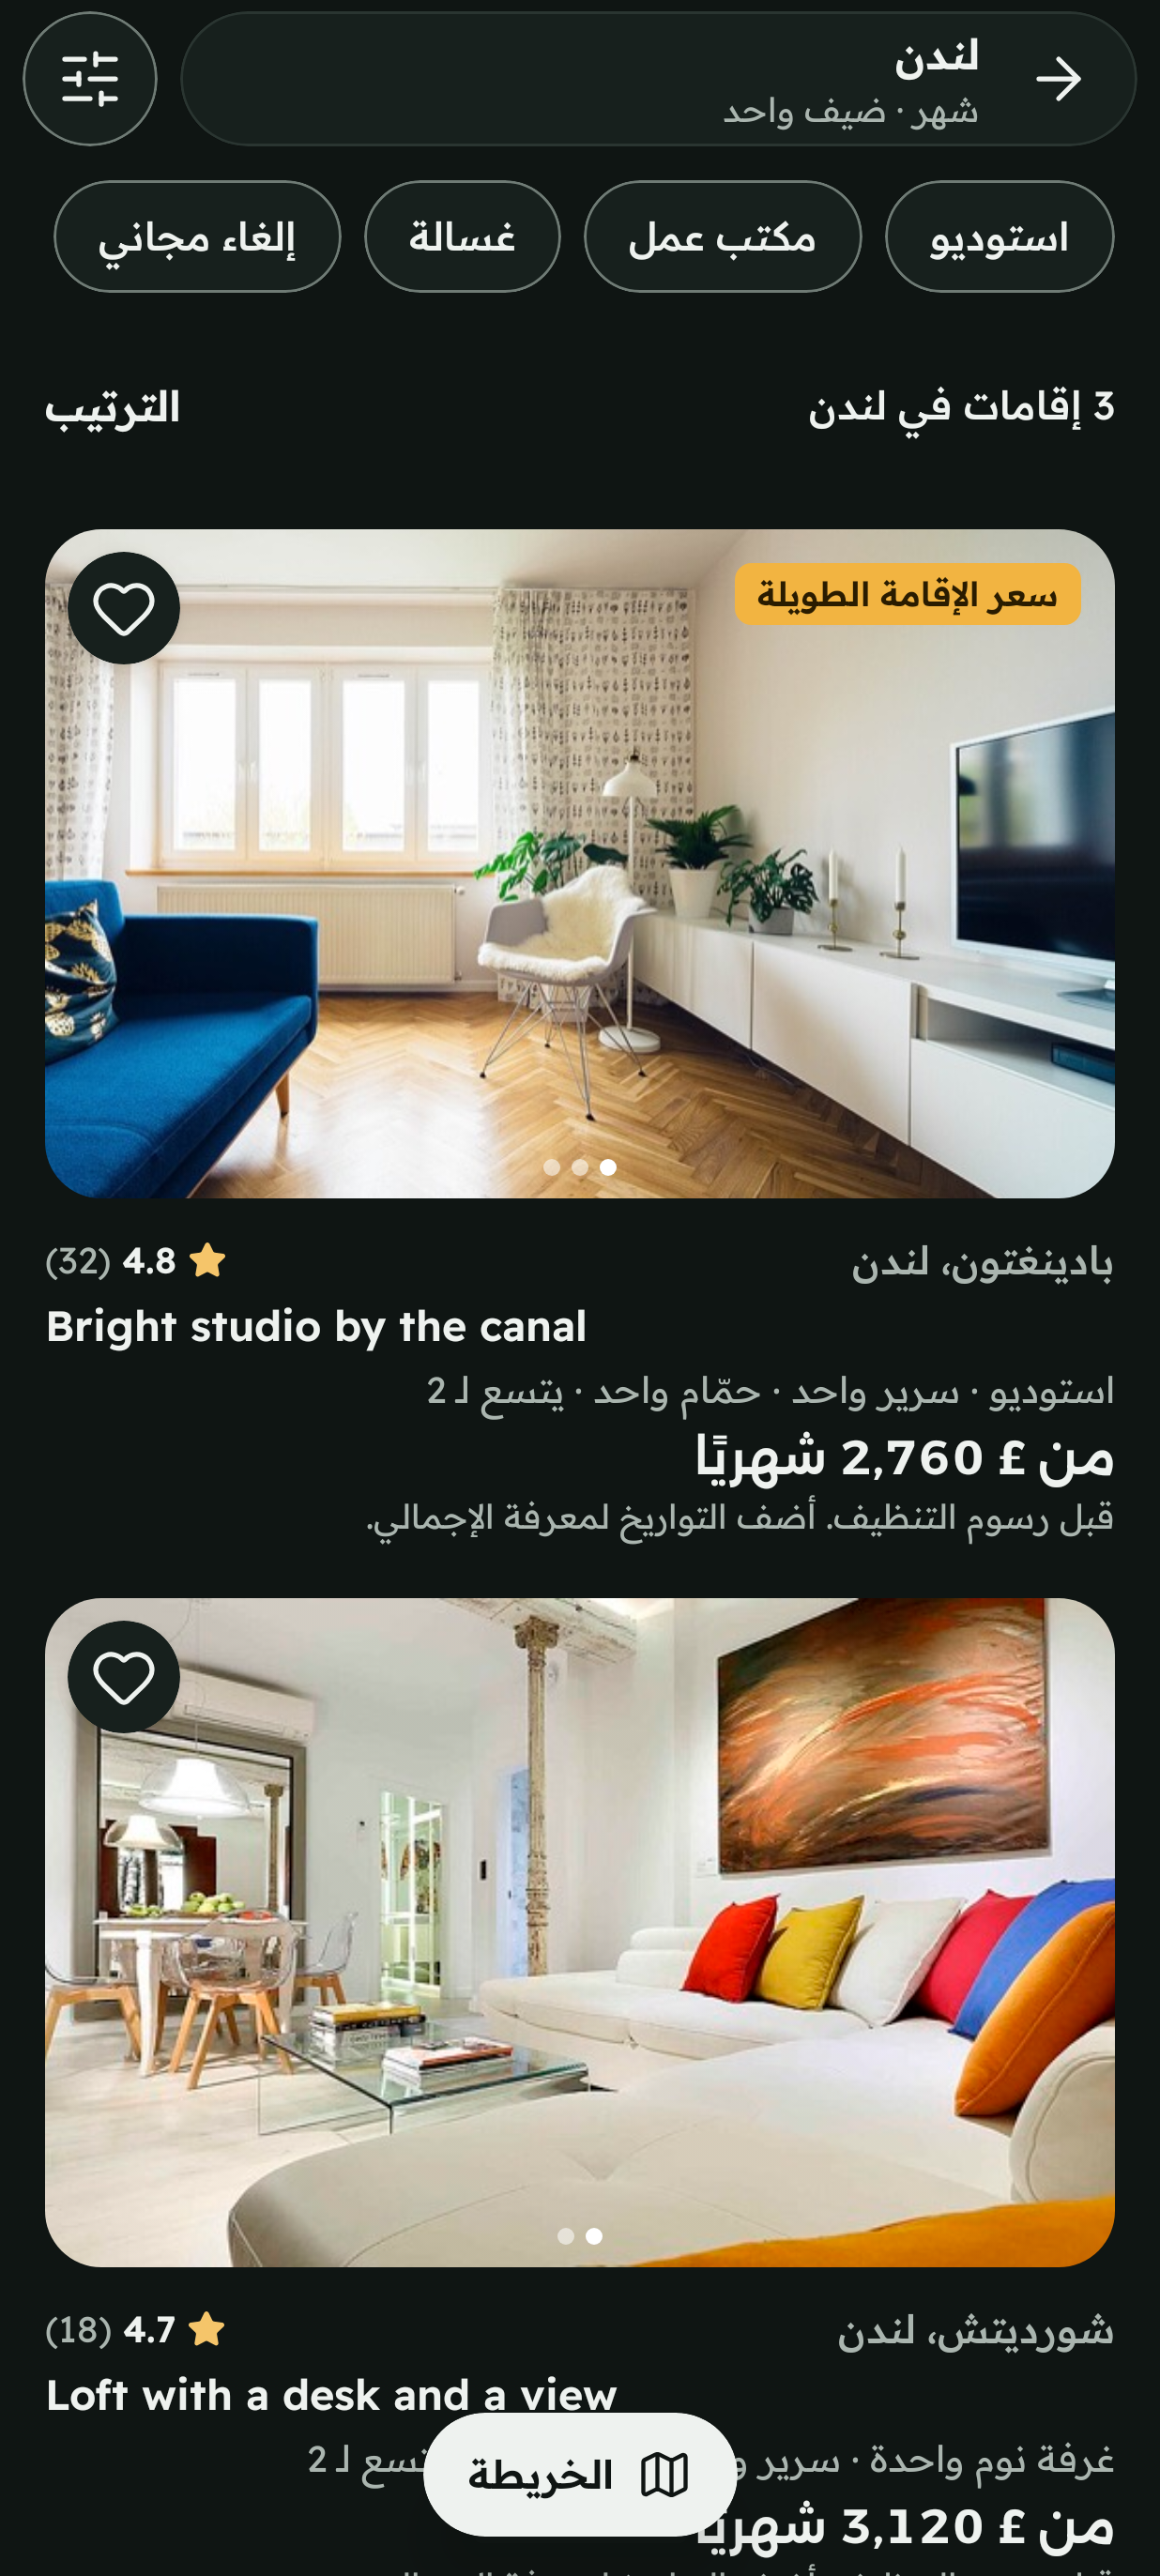 لندن
شهر · ضيف واحد
استوديو
مكتب عمل
غسالة
إلغاء مجاني
3 إقامات في لندن
الترتيب
سعر الإقامة الطويلة
بادينغتون، لندن
4.8 (32)
Bright studio by the canal
استوديو · سرير واحد · حمّام واحد · يتسع لـ 2
من £ 2,760 شهريًا
قبل رسوم التنظيف. أضف التواريخ لمعرفة الإجمالي.
شورديتش، لندن
4.7 (18)
Loft with a desk and a view
غرفة نوم واحدة · سرير
لـ 2
الخريطة
من £ 3,120 شهريًا